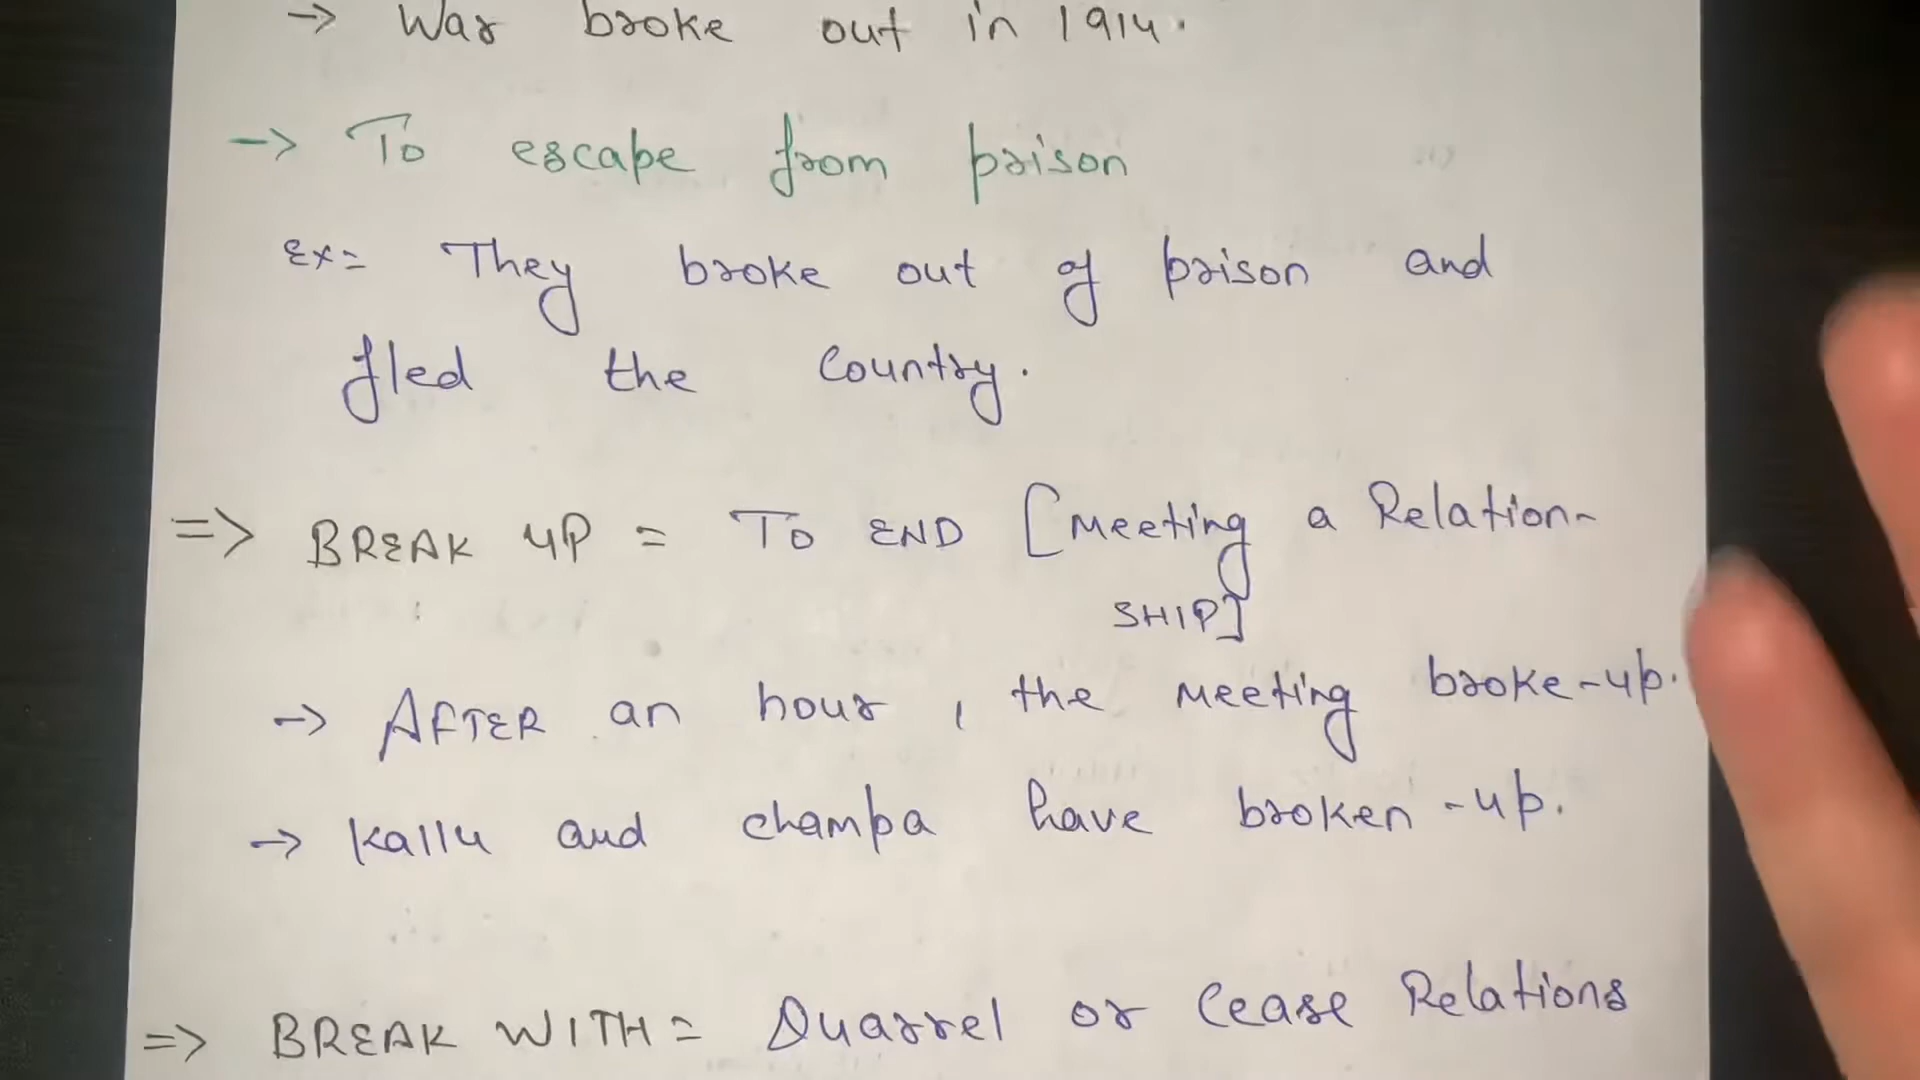 → War broke out in 1914.
→ To escape from prison
Ex= They broke out of prison and
fled the country.
=> BREAK UP = TO END [Meeting a Relation-
SHIP]
→ AFTER an hour, the Meeting broke-up.
→ Kallu and champa have broken-up.
=> BREAK WITH = Quarrel or Cease Relations